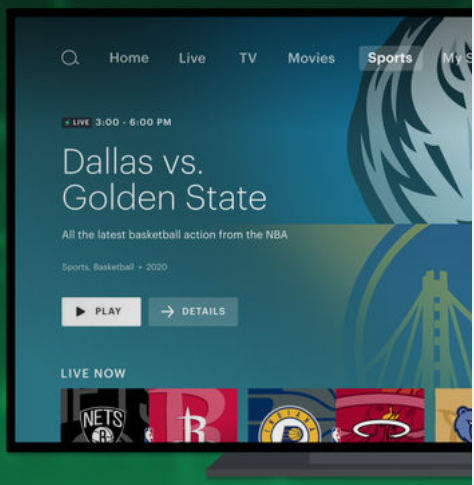 Home Live TV Movies Sports My S
LIVE 3:00 - 6:00 PM
Dallas vs.
Golden State
All the latest basketball action from the NBA
Sports, Basketball • 2020
PLAY DETAILS
LIVE NOW
NETS
B
R
INDIANA